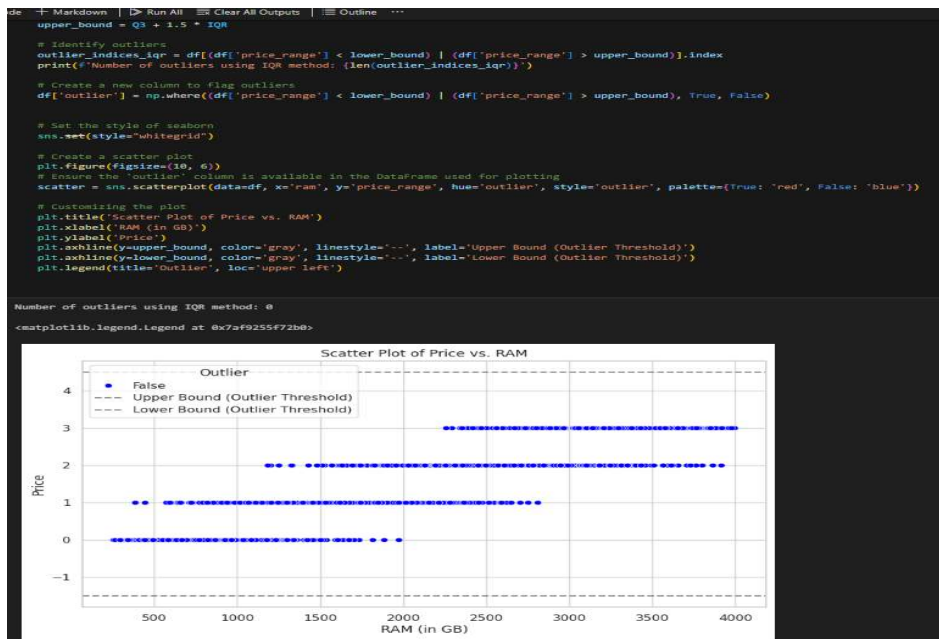 de + Markdown | ▷ Run All Clear All Outputs | Outline ...
upper_bound = Q3 + 1.5 * IQR
# Identify outliers
outlier_indices_iqr = df[(df['price_range'] < lower_bound) | (df['price_range'] > upper_bound)].index
print(f'Number of outliers using IQR method: {len(outlier_indices_iqr)}')
# Create a new column to flag outliers
df['outlier'] = np.where((df['price_range'] < lower_bound) | (df['price_range'] > upper_bound), True, False)
# Set the style of seaborn
sns.set(style="whitegrid")
# Create a scatter plot
plt.figure(figsize=(10, 6))
# Ensure the 'outlier' column is available in the DataFrame used for plotting
scatter = sns.scatterplot(data=df, x='ram', y='price_range', hue='outlier', style='outlier', palette={True: 'red', False: 'blue'})
# Customizing the plot
plt.title('Scatter Plot of Price vs. RAM')
plt.xlabel('RAM (in GB)')
plt.ylabel('Price')
plt.axhline(y=upper_bound, color='gray', linestyle='--', label='Upper Bound (Outlier Threshold)')
plt.axhline(y=lower_bound, color='gray', linestyle='--', label='Lower Bound (Outlier Threshold)')
plt.legend(title='Outlier', loc='upper left')
Number of outliers using IQR method: 0
<matplotlib.legend.Legend at 0x7af9255f72b0>
Scatter Plot of Price vs. RAM
Outlier
False
Upper Bound (Outlier Threshold)
Lower Bound (Outlier Threshold)
Price
4
3
2
1
0
−1
500 1000 1500 2000 2500 3000 3500 4000
RAM (in GB)